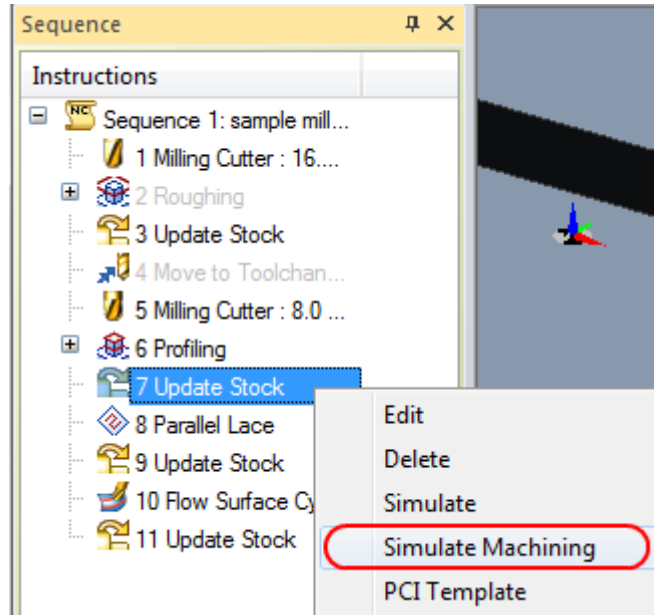 Sequence
Instructions
NC Sequence 1: sample mill...
1 Milling Cutter : 16....
2 Roughing
3 Update Stock
4 Move to Toolchan...
5 Milling Cutter : 8.0 ...
6 Profiling
7 Update Stock
8 Parallel Lace
9 Update Stock
10 Flow Surface Cy
11 Update Stock
Edit
Delete
Simulate
Simulate Machining
PCI Template